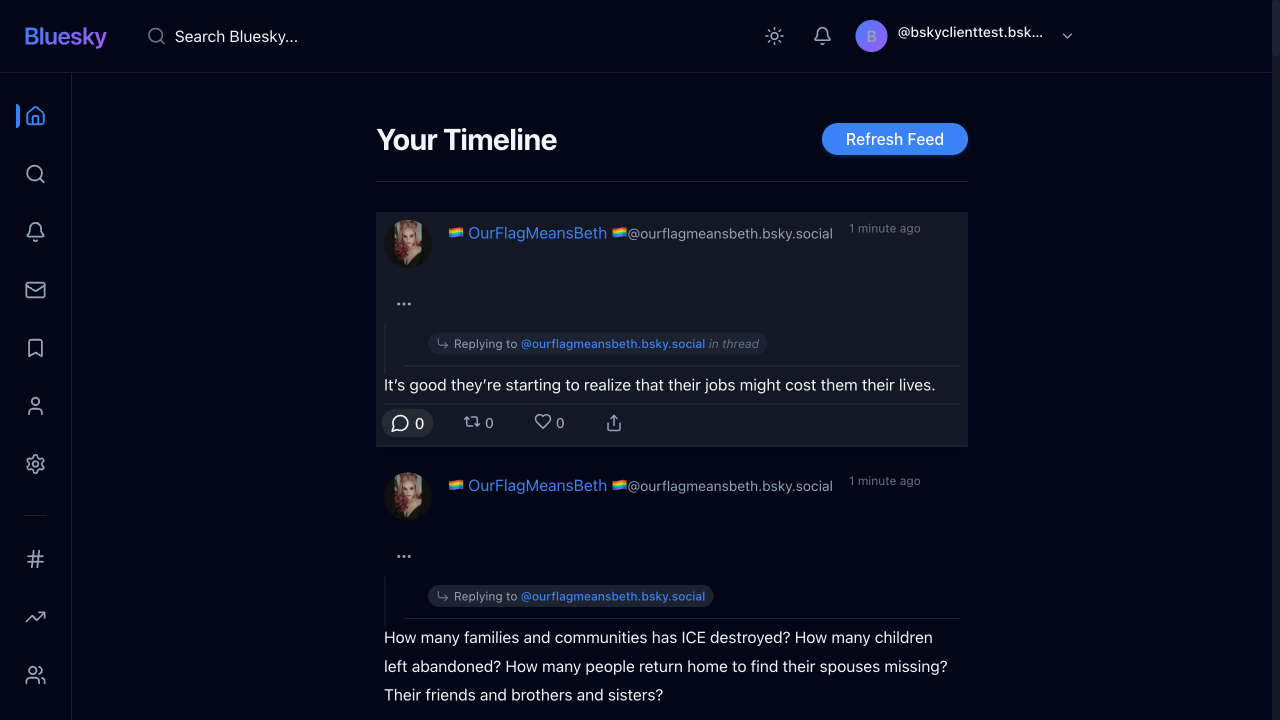 Bluesky
Search Bluesky...
B
@bskyclienttest.bsk...
Your Timeline
Refresh Feed
🏳️‍🌈 OurFlagMeansBeth 🏳️‍🌈@ourflagmeansbeth.bsky.social 1 minute ago
Replying to @ourflagmeansbeth.bsky.social in thread
It’s good they’re starting to realize that their jobs might cost them their lives.
0 0 0
🏳️‍🌈 OurFlagMeansBeth 🏳️‍🌈@ourflagmeansbeth.bsky.social 1 minute ago
Replying to @ourflagmeansbeth.bsky.social
How many families and communities has ICE destroyed? How many children
left abandoned? How many people return home to find their spouses missing?
Their friends and brothers and sisters?